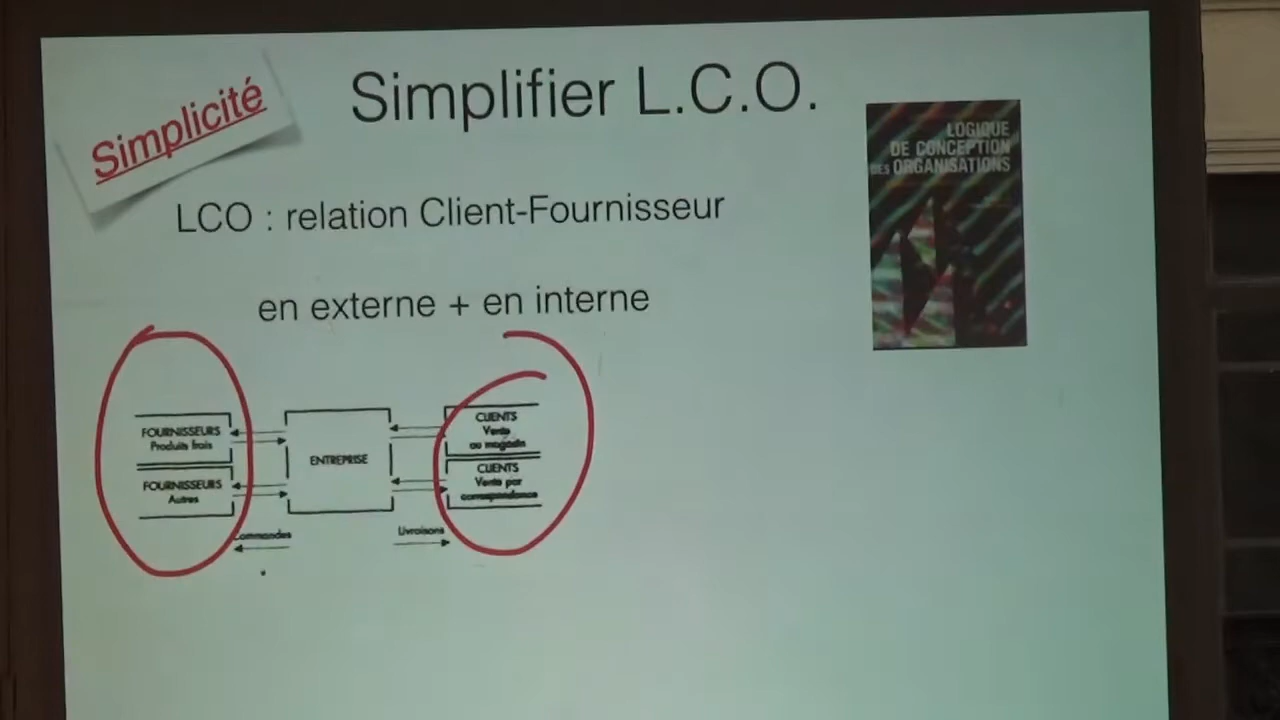 Simplicité
Simplifier L.C.O.
LOGIQUE
DE CONCEPTION
DES ORGANISATIONS
LCO : relation Client-Fournisseur
en externe + en interne
FOURNISSEURS
Produits frais
FOURNISSEURS
Autres
ENTREPRISE
CLIENTS
Vente
au magasin
CLIENTS
Vente par
correspondance
Commandes
Livraisons